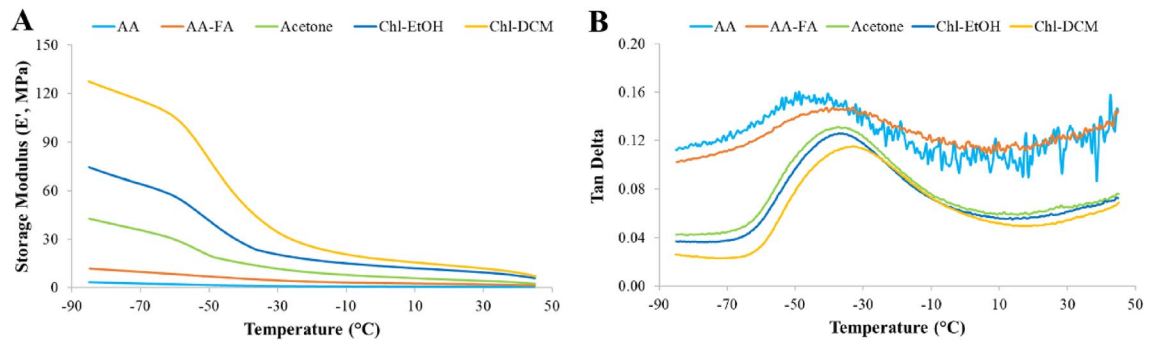 A
AA AA-FA Acetone Chl-EtOH Chl-DCM
Storage Modulus (E', MPa)
150
120
90
60
30
0
-90 -70 -50 -30 -10 10 30 50
Temperature (°C)
B
AA AA-FA Acetone Chl-EtOH Chl-DCM
Tan Delta
0.20
0.16
0.12
0.08
0.04
0.00
-90 -70 -50 -30 -10 10 30 50
Temperature (°C)